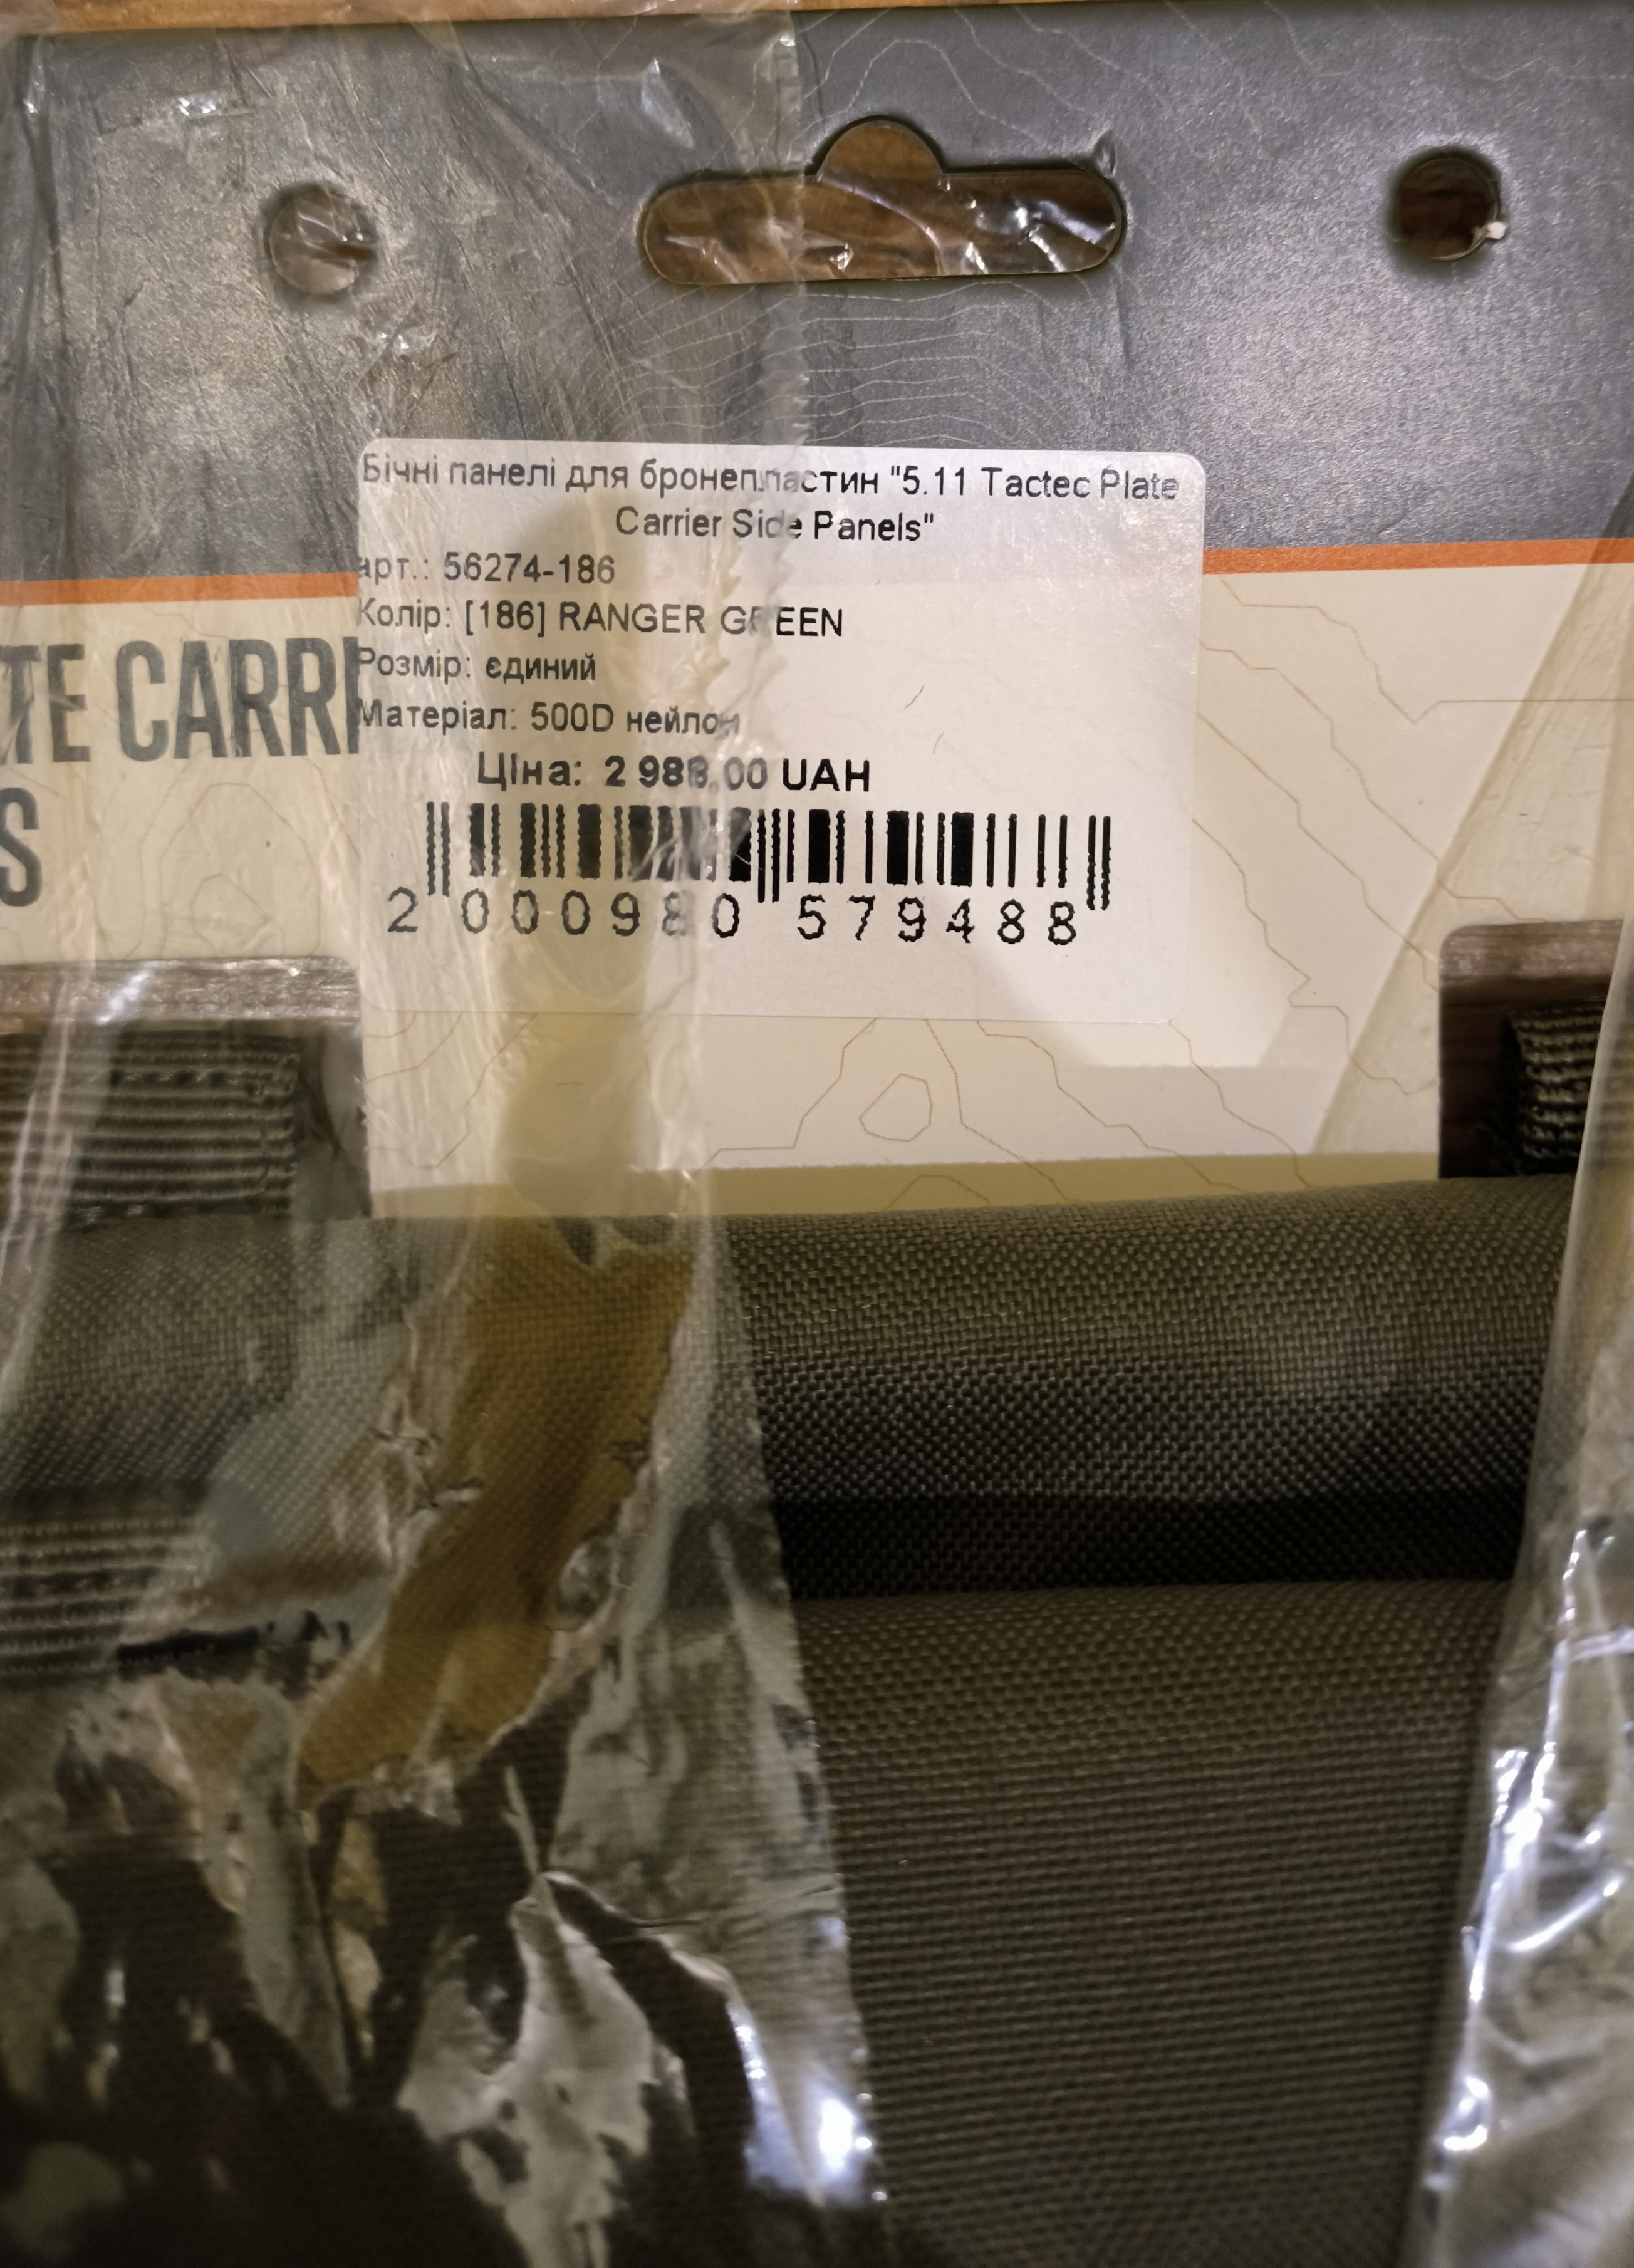 Бічні панелі для бронепластин "5.11 Tactec Plate
Carrier Side Panels"
арт.: 56274-186
Колір: [186] RANGER GREEN
Розмір: єдиний
Матеріал: 500D нейлон
ЦІна: 2 988,00 UAH
2 000980 579488
TE CARRI
S